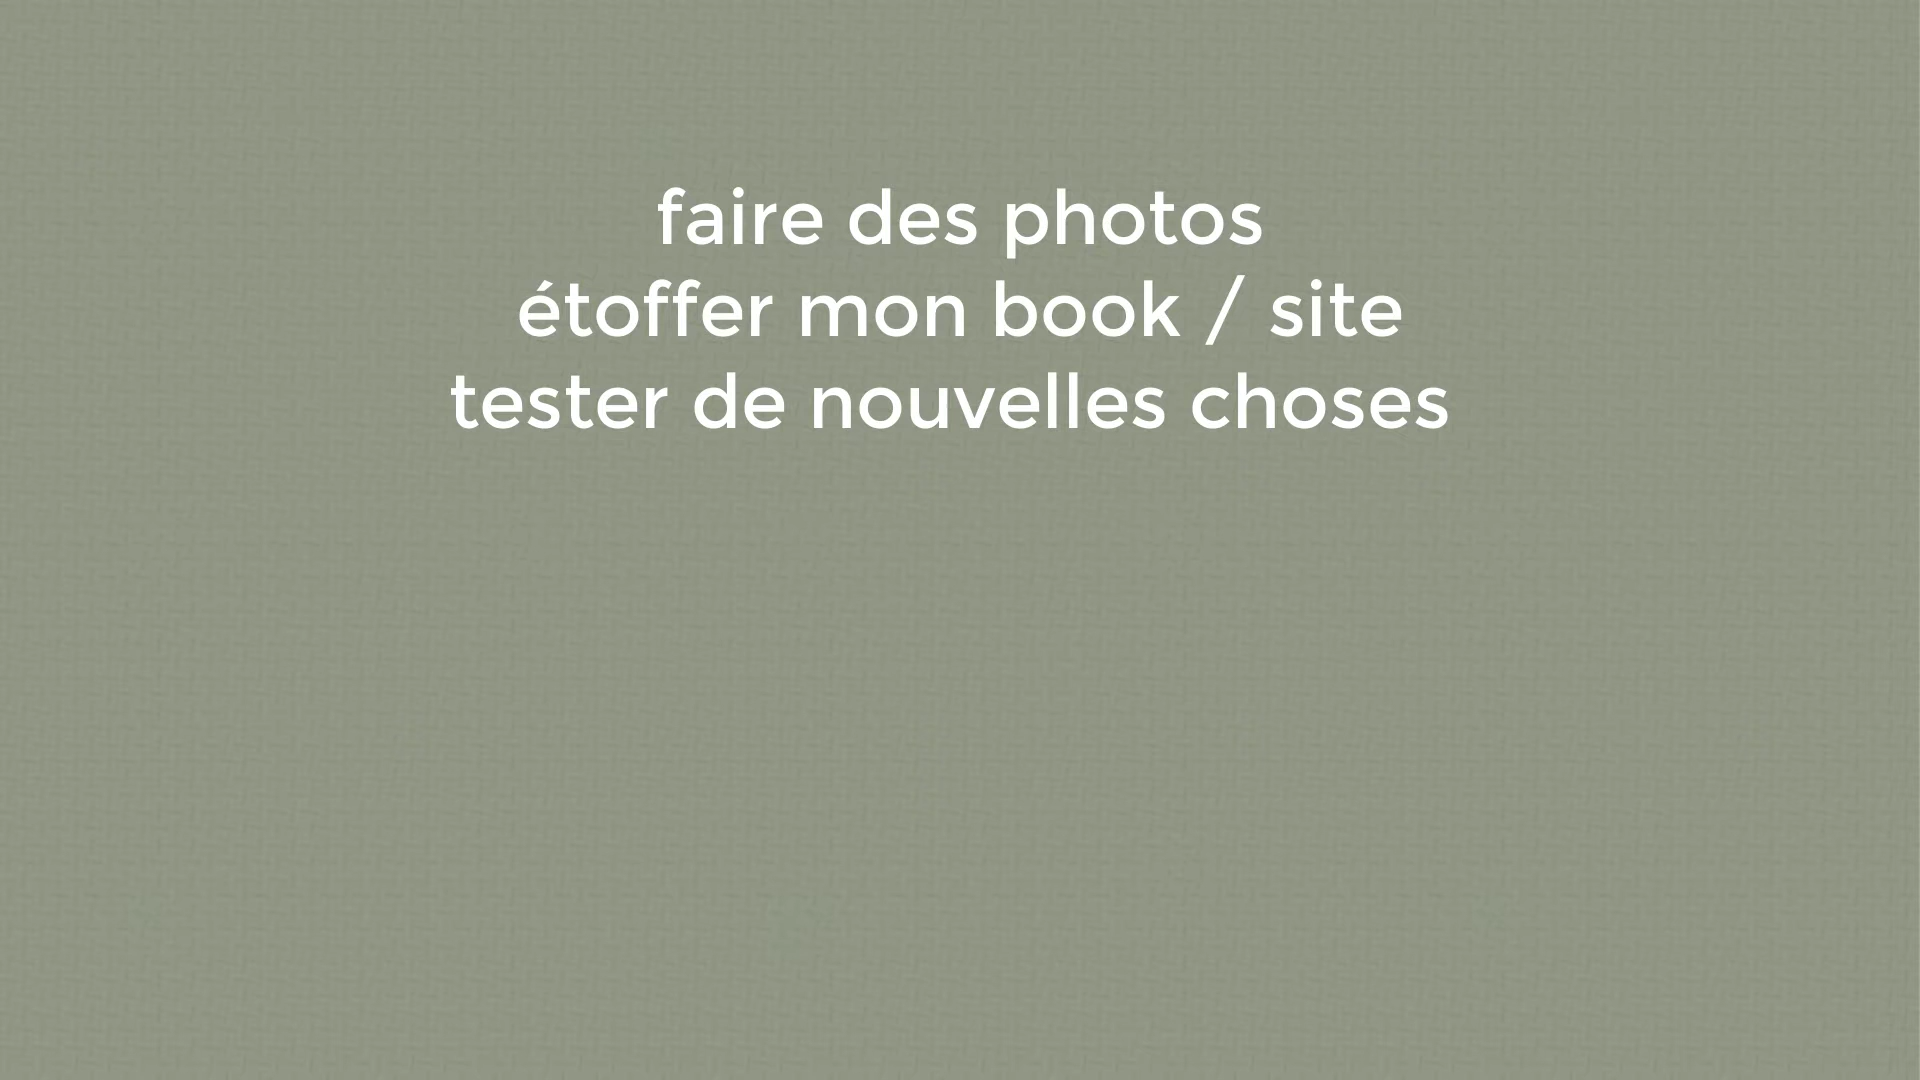 faire des photos
étoffer mon book / site
tester de nouvelles choses